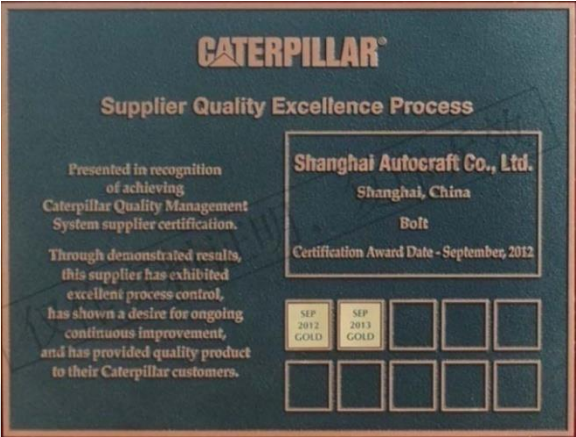 CATERPILLAR®
Supplier Quality Excellence Process
Presented in recognition
of achieving
Caterpillar Quality Management
System supplier certification.
Through demonstrated results,
this supplier has exhibited
excellent process control,
has shown a desire for ongoing
continuous improvement,
and has provided quality product
to their Caterpillar customers.
Shanghai Autocraft Co., Ltd.
Shanghai, China
Bolt
Certification Award Date - September, 2012
SEP
2012
GOLD
SEP
2013
GOLD